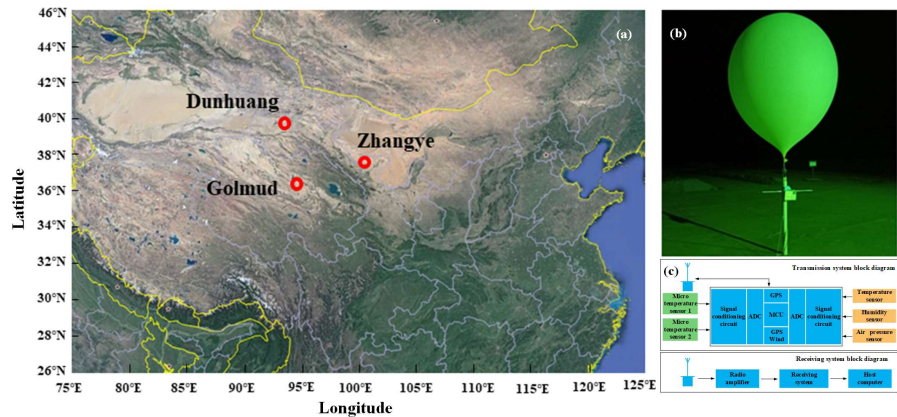 46°N
44°N
42°N
40°N
38°N
36°N
34°N
32°N
30°N
28°N
26°N
Latitude
(a)
Dunhuang
Zhangye
Golmud
75°E
80°E
85°E
90°E
95°E
100°E
105°E
110°E
115°E
120°E
125°E
Longitude
(b)
(c)
Transmission system block diagram
Micro
temperature
sensor 1
Micro
temperature
sensor 2
Signal
conditioning
circuit
ADC
GPS
MCU
GPS
Wind
ADC
Signal
conditioning
circuit
Temperature
sensor
Humidity
sensor
Air pressure
sensor
Receiving system block diagram
Radio
amplifier
Receiving
system
Host
computer